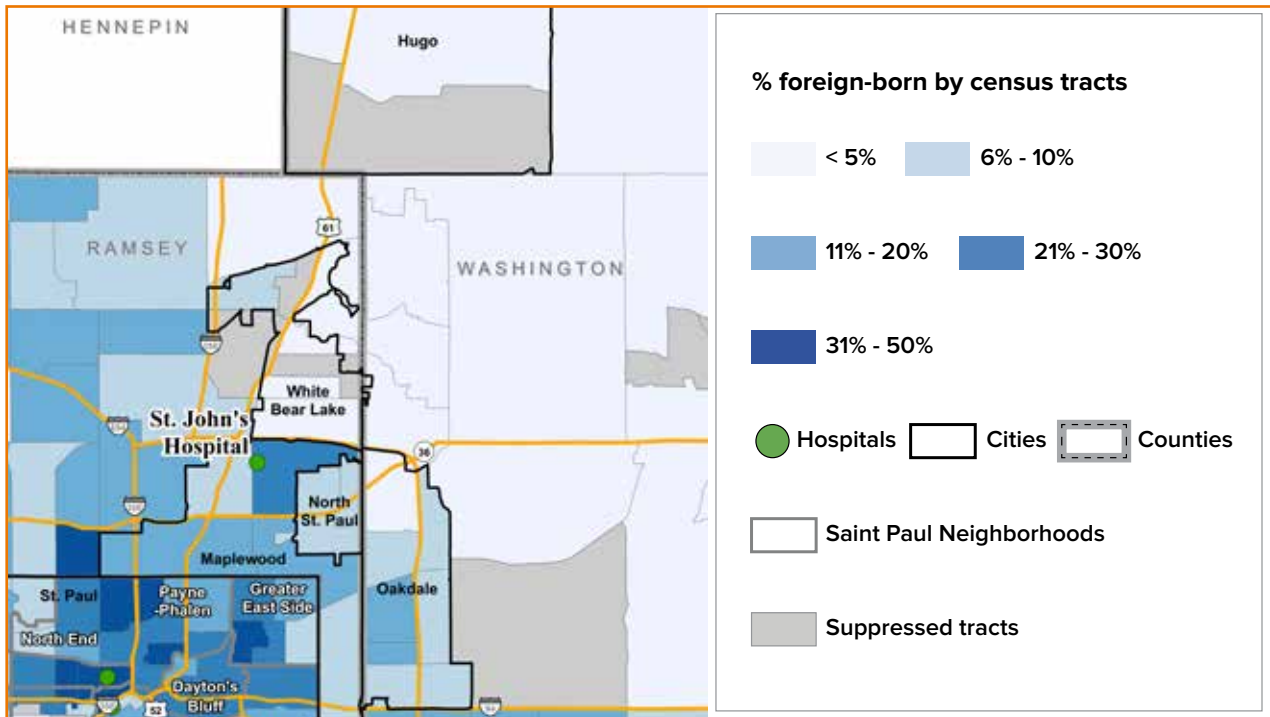 HENNEPIN
Hugo
61
RAMSEY
WASHINGTON
White
Bear Lake
St. John's
Hospital
36
North
St. Paul
Maplewood
St. Paul
Payne
-Phalen
Greater
East Side
Oakdale
North End
Dayton's
Bluff
52
% foreign-born by census tracts
< 5%
6% - 10%
11% - 20%
21% - 30%
31% - 50%
Hospitals
Cities
Counties
Saint Paul Neighborhoods
Suppressed tracts